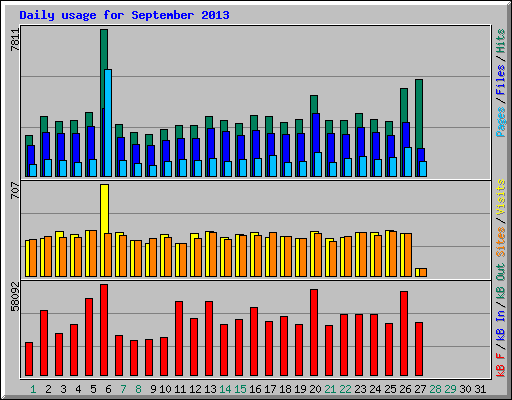 Daily usage for September 2013
7811
Pages / Files / Hits
707
Sites / Visits
58092
kB F / kB In / kB Out
1 2 3 4 5 6 7 8 9 10 11 12 13 14 15 16 17 18 19 20 21 22 23 24 25 26 27 28 29 30 31